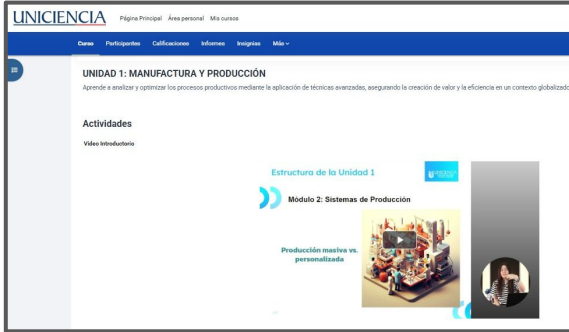 UNICIENCIA
Página Principal Área personal Mis cursos
Curso Participantes Calificaciones Informes Insignias Más
UNIDAD 1: MANUFACTURA Y PRODUCCIÓN
Aprende a analizar y optimizar los procesos productivos mediante la aplicación de técnicas avanzadas, asegurando la creación de valor y la eficiencia en un contexto globalizado
Actividades
Video Introductorio
Estructura de la Unidad 1
Módulo 2: Sistemas de Producción
Producción masiva vs.
personalizada